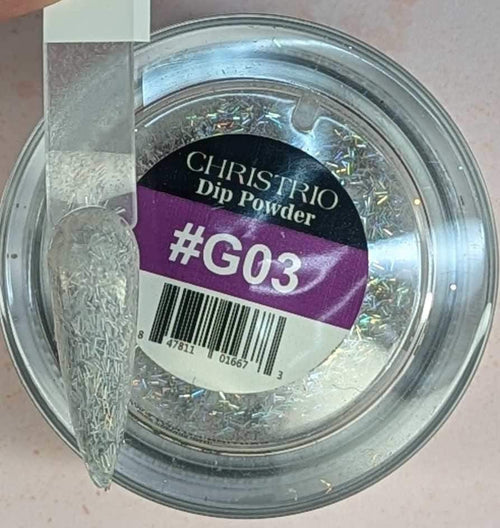 CHRISTRIO
Dip Powder
#G03
8 47811 01667 3